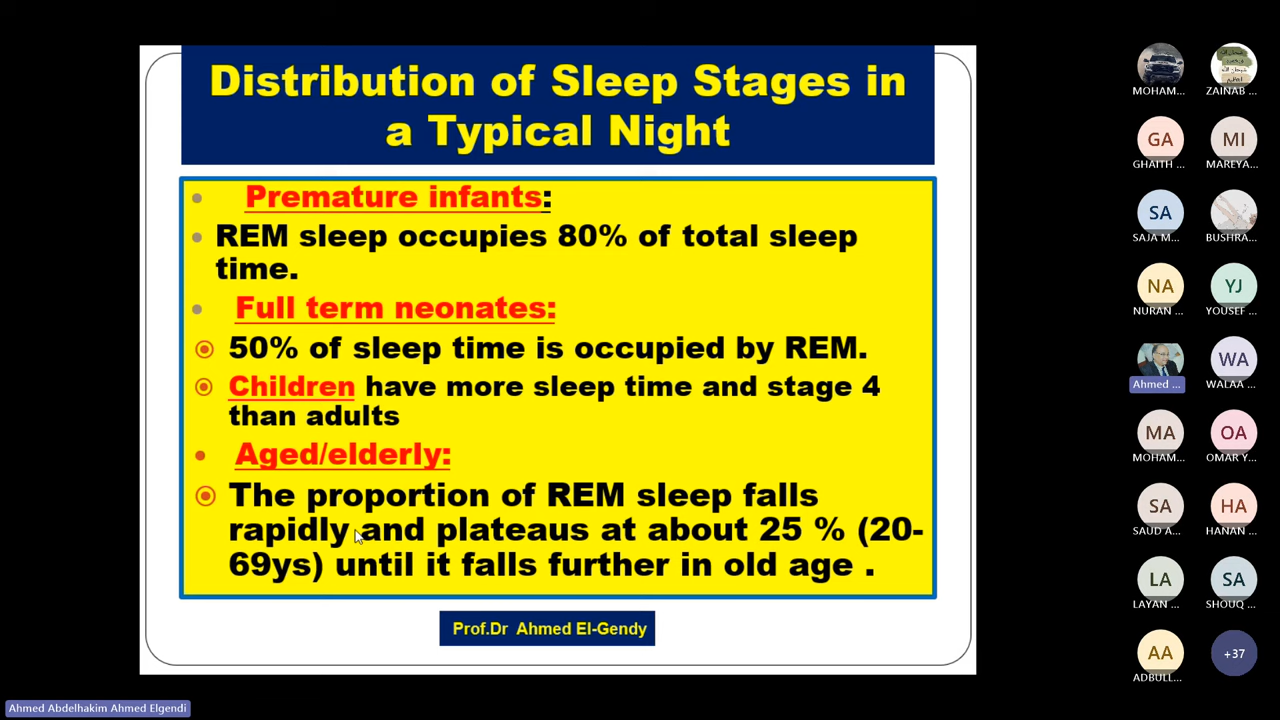 Distribution of Sleep Stages in
a Typical Night
Premature infants:
REM sleep occupies 80% of total sleep
time.
Full term neonates:
50% of sleep time is occupied by REM.
Children have more sleep time and stage 4
than adults
Aged/elderly:
The proportion of REM sleep falls
rapidly and plateaus at about 25 % (20-
69ys) until it falls further in old age .
Prof.Dr Ahmed El-Gendy
Ahmed Abdelhakim Ahmed Elgendi
MOHAM...
ZAINAB ...
GA
MI
GHAITH ...
MAREYA...
SA
SAJA M...
BUSHRA...
NA
YJ
NURAN ...
YOUSEF ...
WA
Ahmed ...
WALAA ...
MA
OA
MOHAM...
OMAR Y...
SA
HA
SAUD A...
HANAN ...
LA
SA
LAYAN ...
SHOUQ ...
AA
+37
ADBULL...